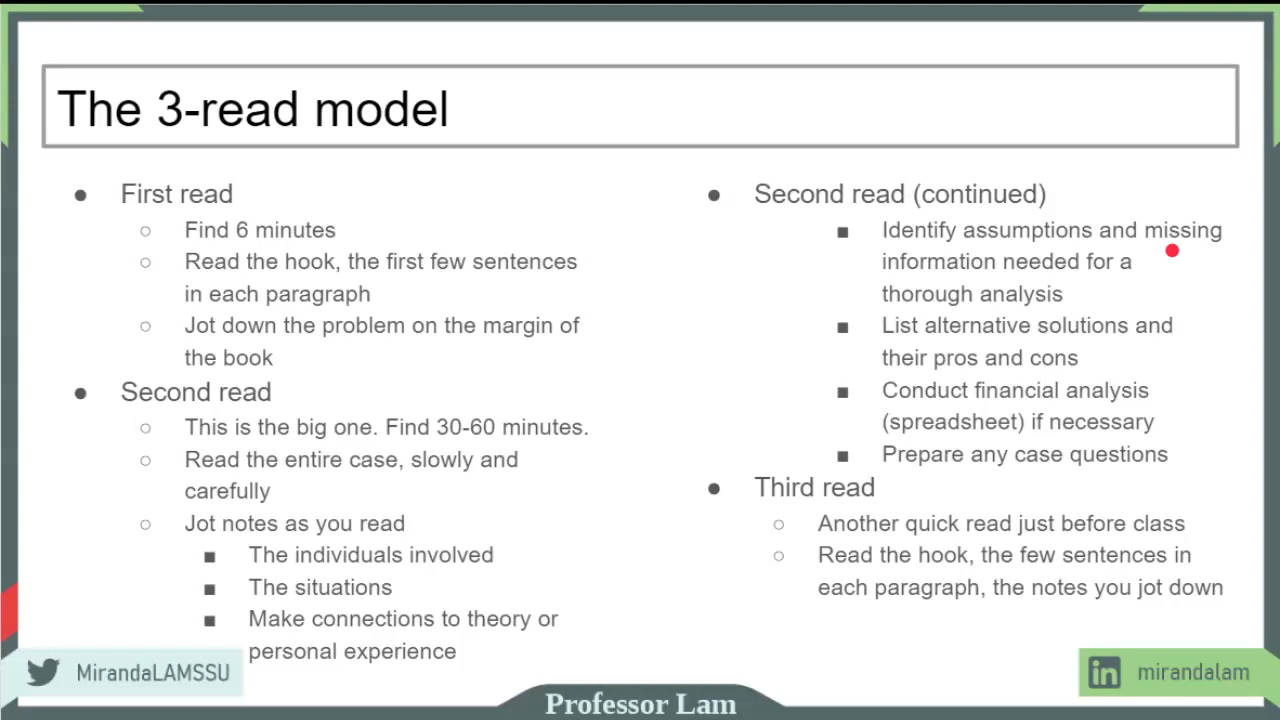 The 3-read model
● First read
○ Find 6 minutes
○ Read the hook, the first few sentences
in each paragraph
○ Jot down the problem on the margin of
the book
● Second read
○ This is the big one. Find 30-60 minutes.
○ Read the entire case, slowly and
carefully
○ Jot notes as you read
■ The individuals involved
■ The situations
■ Make connections to theory or
personal experience
● Second read (continued)
■ Identify assumptions and missing
information needed for a
thorough analysis
■ List alternative solutions and
their pros and cons
■ Conduct financial analysis
(spreadsheet) if necessary
■ Prepare any case questions
● Third read
○ Another quick read just before class
○ Read the hook, the few sentences in
each paragraph, the notes you jot down
MirandaLAMSSU
Professor Lam
in mirandalam